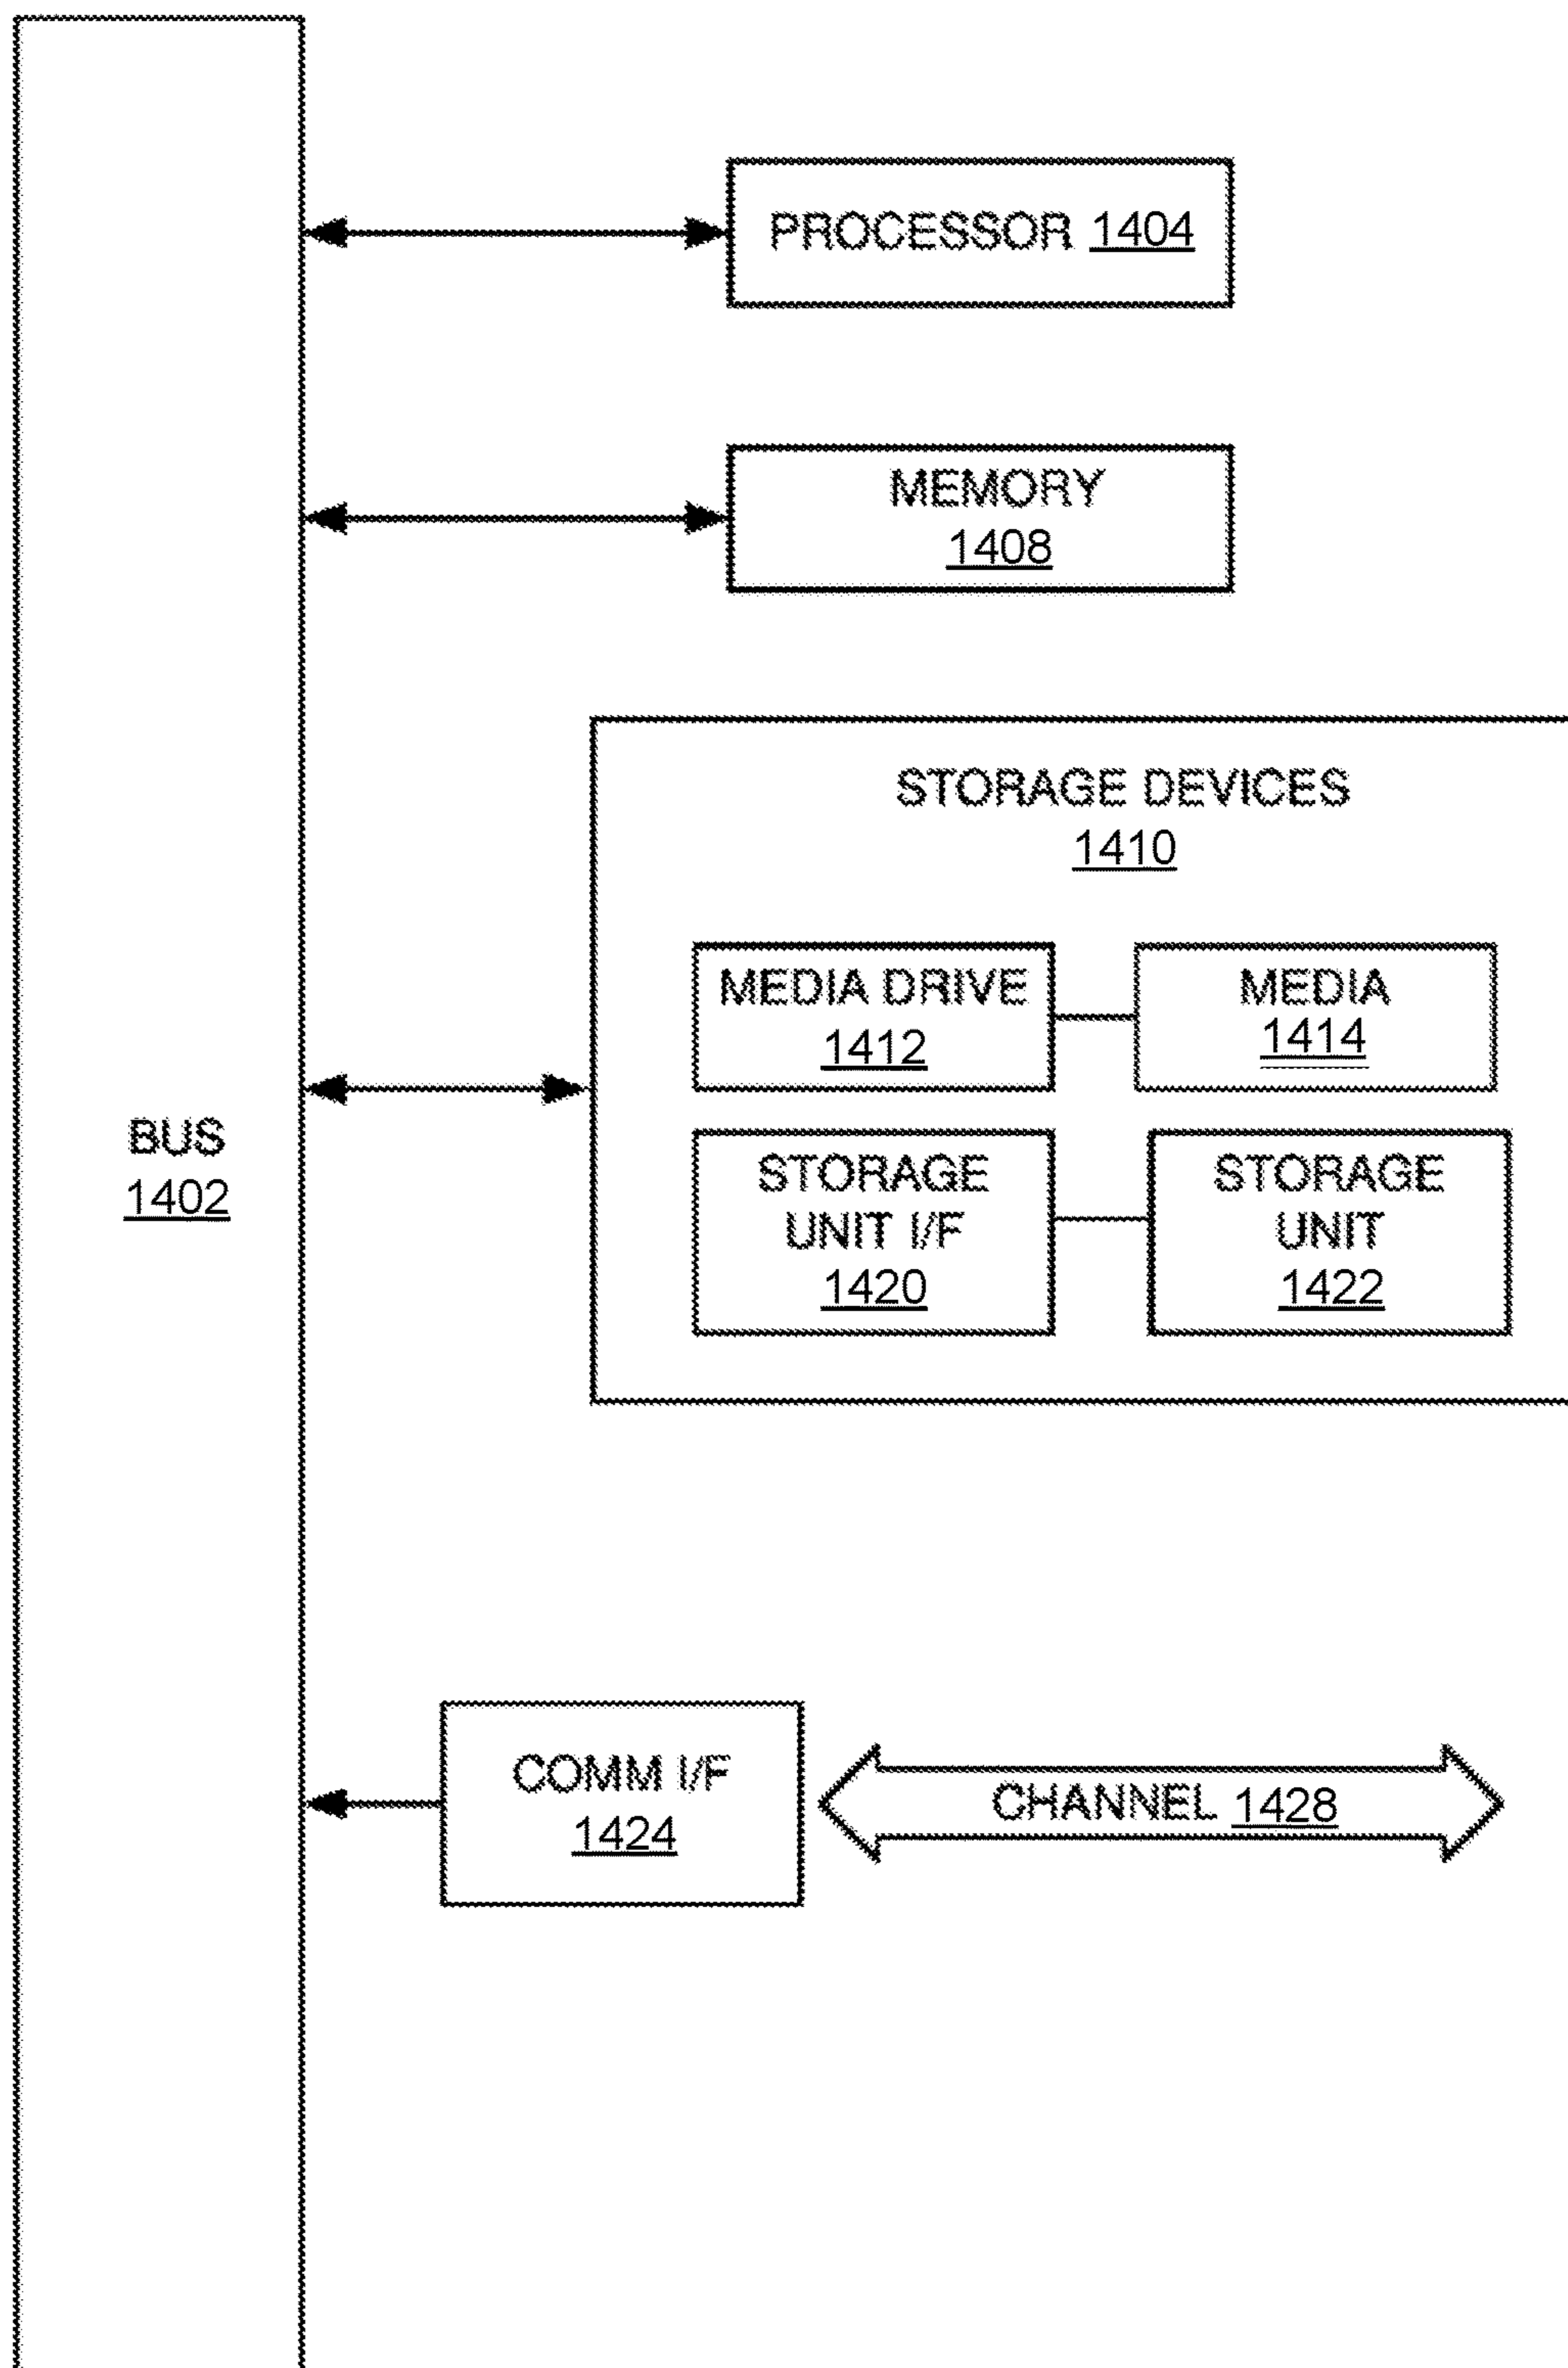 PROCESSOR 1404
MEMORY
1408
STORAGE DEVICES
1410
MEDIA DRIVE
1412
MEDIA
1414
BUS
1402
STORAGE
UNIT I/F
1420
STORAGE
UNIT
1422
COMM I/F
1424
CHANNEL 1428